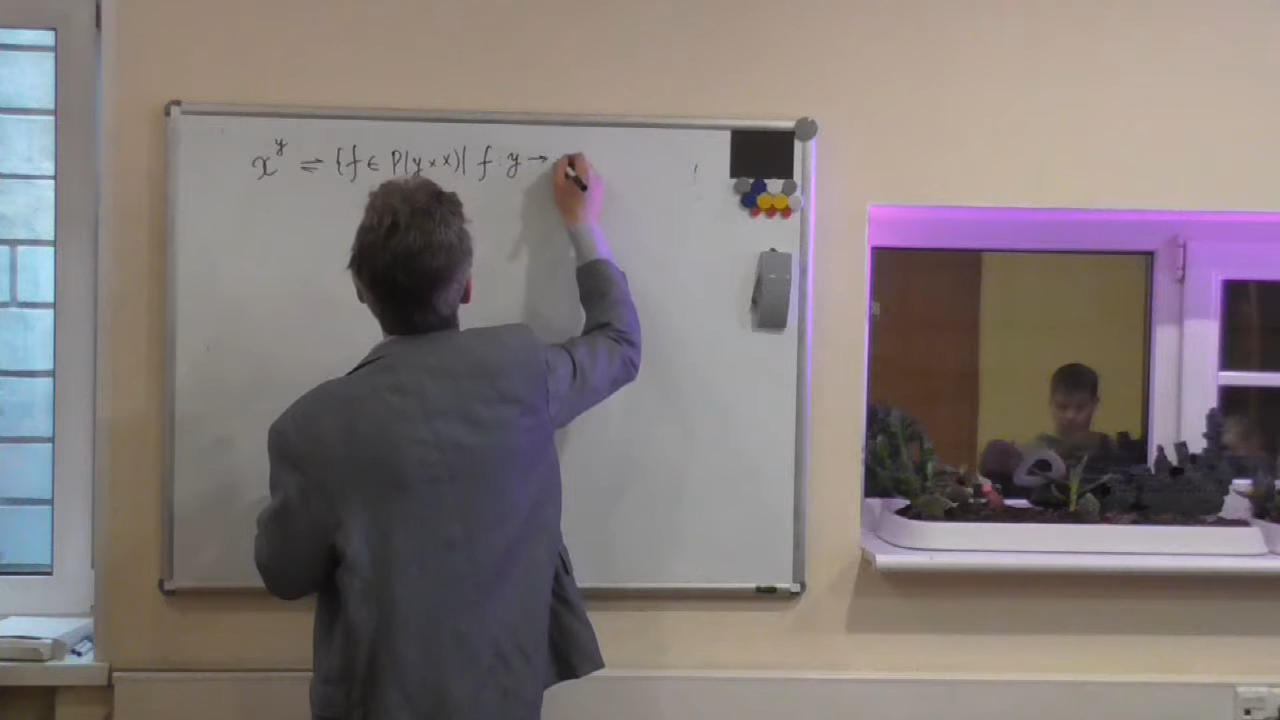 x^y ⇌ {f ∈ P(y × x) | f : y →